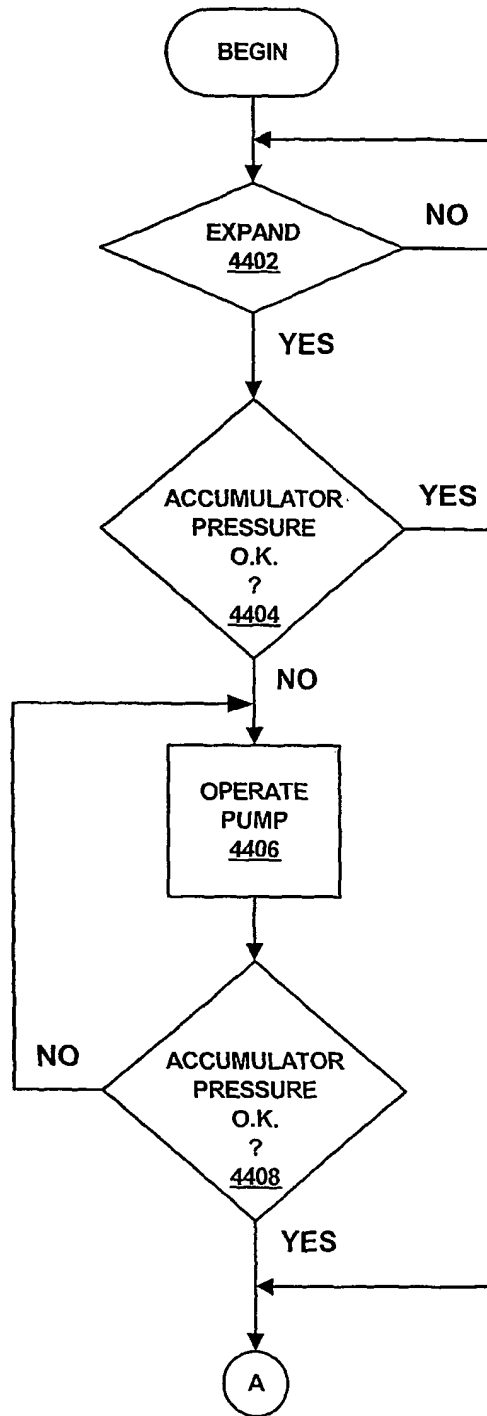 BEGIN
EXPAND
4402
NO
YES
ACCUMULATOR
PRESSURE
O.K.
?
4404
YES
NO
OPERATE
PUMP
4406
ACCUMULATOR
PRESSURE
O.K.
?
4408
NO
YES
A